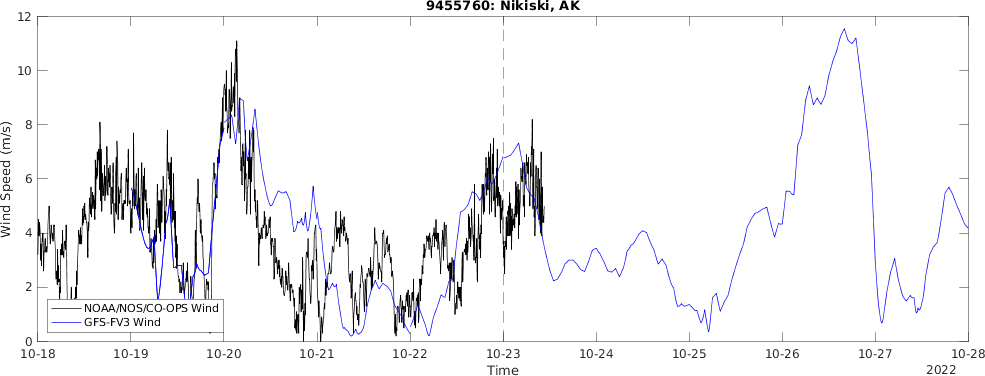 9455760: Nikiski, AK
Wind Speed (m/s)
12
10
8
6
4
2
0
NOAA/NOS/CO-OPS Wind
GFS-FV3 Wind
10-18 10-19 10-20 10-21 10-22 10-23 10-24 10-25 10-26 10-27 10-28
Time
2022